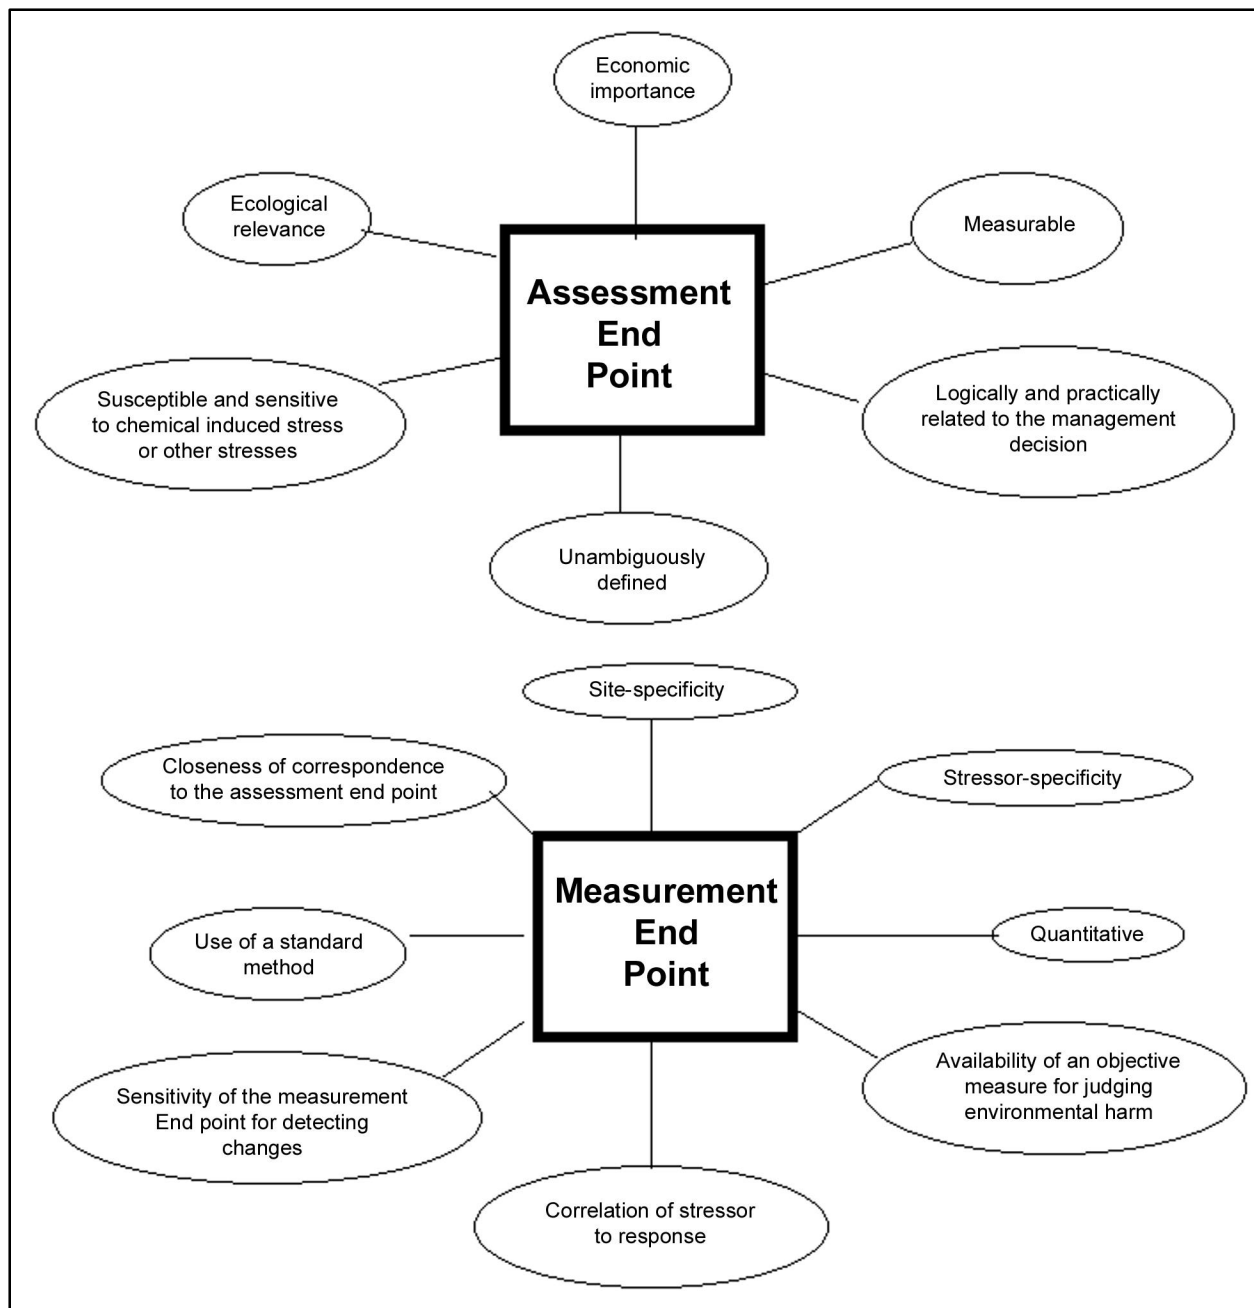 Economic
importance
Ecological
relevance
Measurable
Assessment
End
Point
Susceptible and sensitive
to chemical induced stress
or other stresses
Logically and practically
related to the management
decision
Unambiguously
defined
Site-specificity
Closeness of correspondence
to the assessment end point
Stressor-specificity
Measurement
End
Point
Use of a standard
method
Quantitative
Sensitivity of the measurement
End point for detecting
changes
Availability of an objective
measure for judging
environmental harm
Correlation of stressor
to response